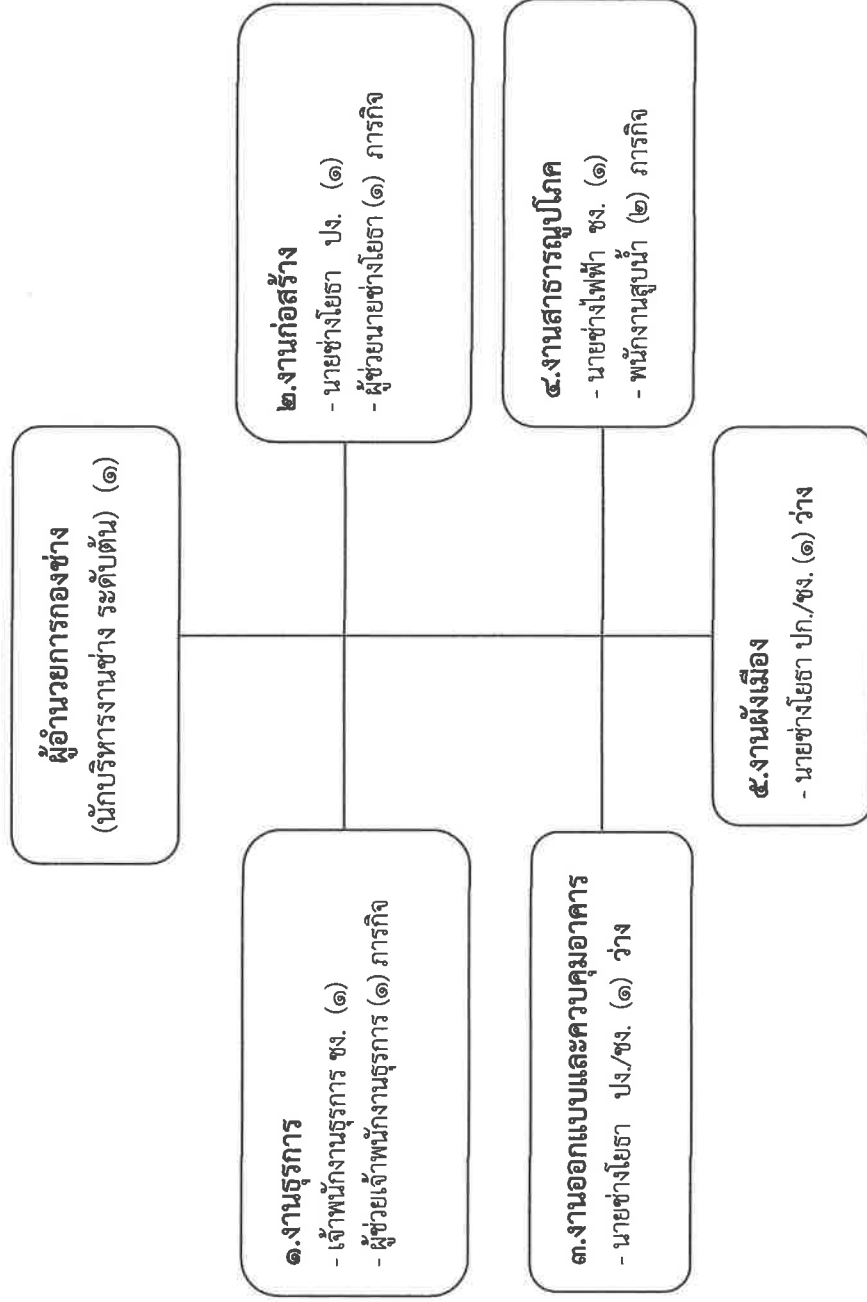 ผู้อำนวยการกองช่าง
(นักบริหารงานช่าง ระดับต้น) (๑)
๑.งานธุรการ
- เจ้าพนักงานธุรการ ชง. (๑)
- ผู้ช่วยเจ้าพนักงานธุรการ (๑) ภารกิจ
๒.งานก่อสร้าง
- นายช่างโยธา ปง. (๑)
- ผู้ช่วยนายช่างโยธา (๑) ภารกิจ
๓.งานออกแบบและควบคุมอาคาร
- นายช่างโยธา ปง./ชง. (๑) ว่าง
๔.งานสาธารณูปโภค
- นายช่างไฟฟ้า ชง. (๑)
- พนักงานสูบน้ำ (๒) ภารกิจ
๕.งานผังเมือง
- นายช่างโยธา ปก./ชง. (๑) ว่าง